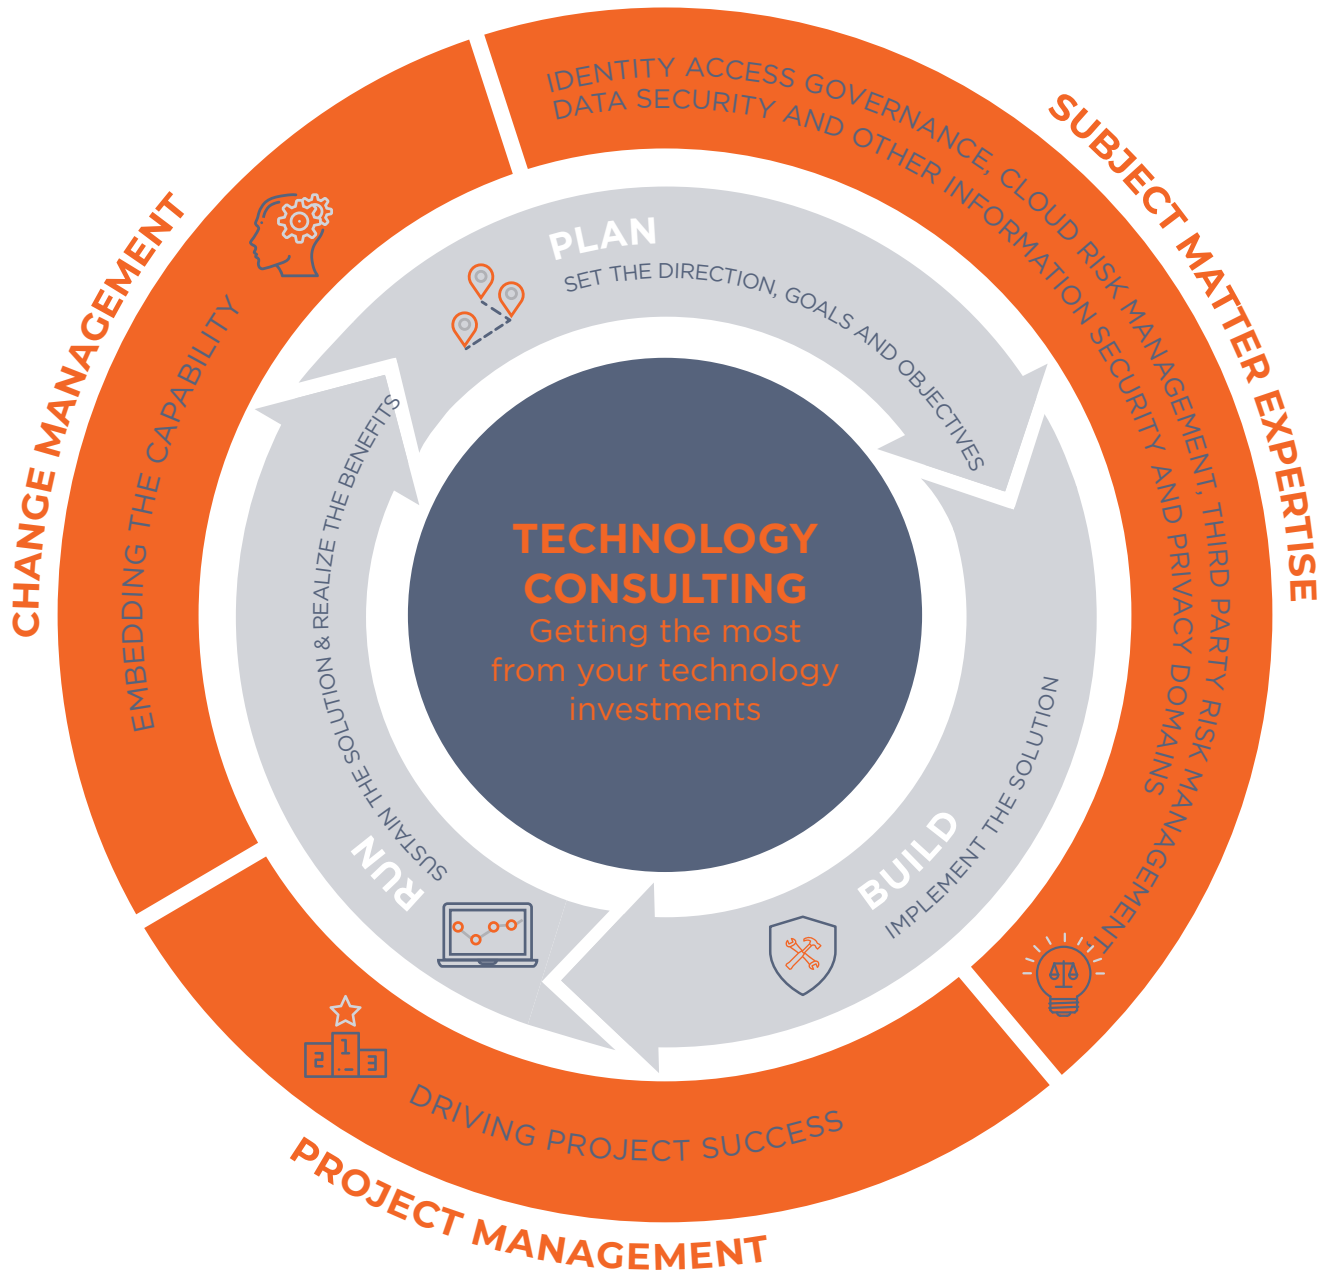 SUBJECT MATTER EXPERTISE
IDENTITY ACCESS GOVERNANCE, CLOUD RISK MANAGEMENT, THIRD PARTY RISK MANAGEMENT,
DATA SECURITY AND OTHER INFORMATION SECURITY AND PRIVACY DOMAINS
CHANGE MANAGEMENT
EMBEDDING THE CAPABILITY
PROJECT MANAGEMENT
DRIVING PROJECT SUCCESS
1
2
3
PLAN
SET THE DIRECTION, GOALS AND OBJECTIVES
BUILD
IMPLEMENT THE SOLUTION
RUN
SUSTAIN THE SOLUTION & REALIZE THE BENEFITS
TECHNOLOGY
CONSULTING
Getting the most
from your technology
investments